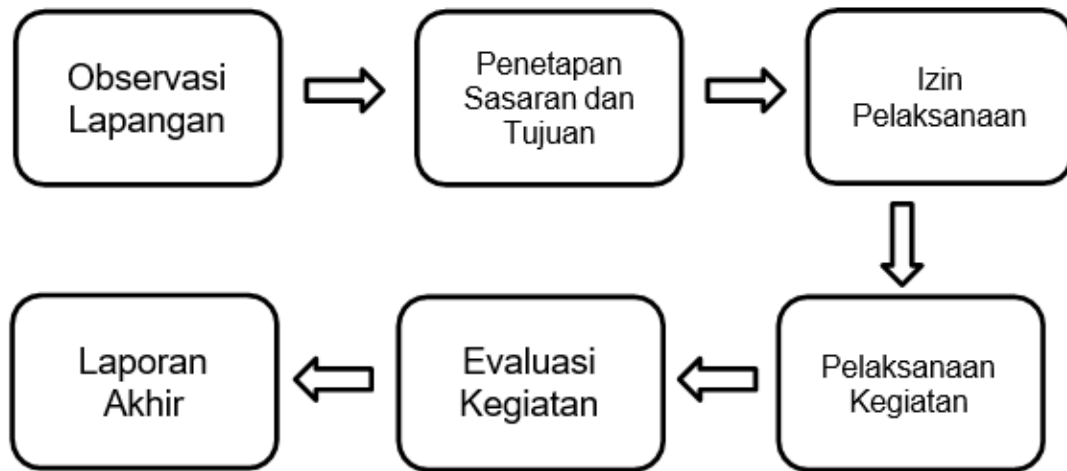 Observasi
Lapangan
Penetapan
Sasaran dan
Tujuan
Izin
Pelaksanaan
Pelaksanaan
Kegiatan
Evaluasi
Kegiatan
Laporan
Akhir